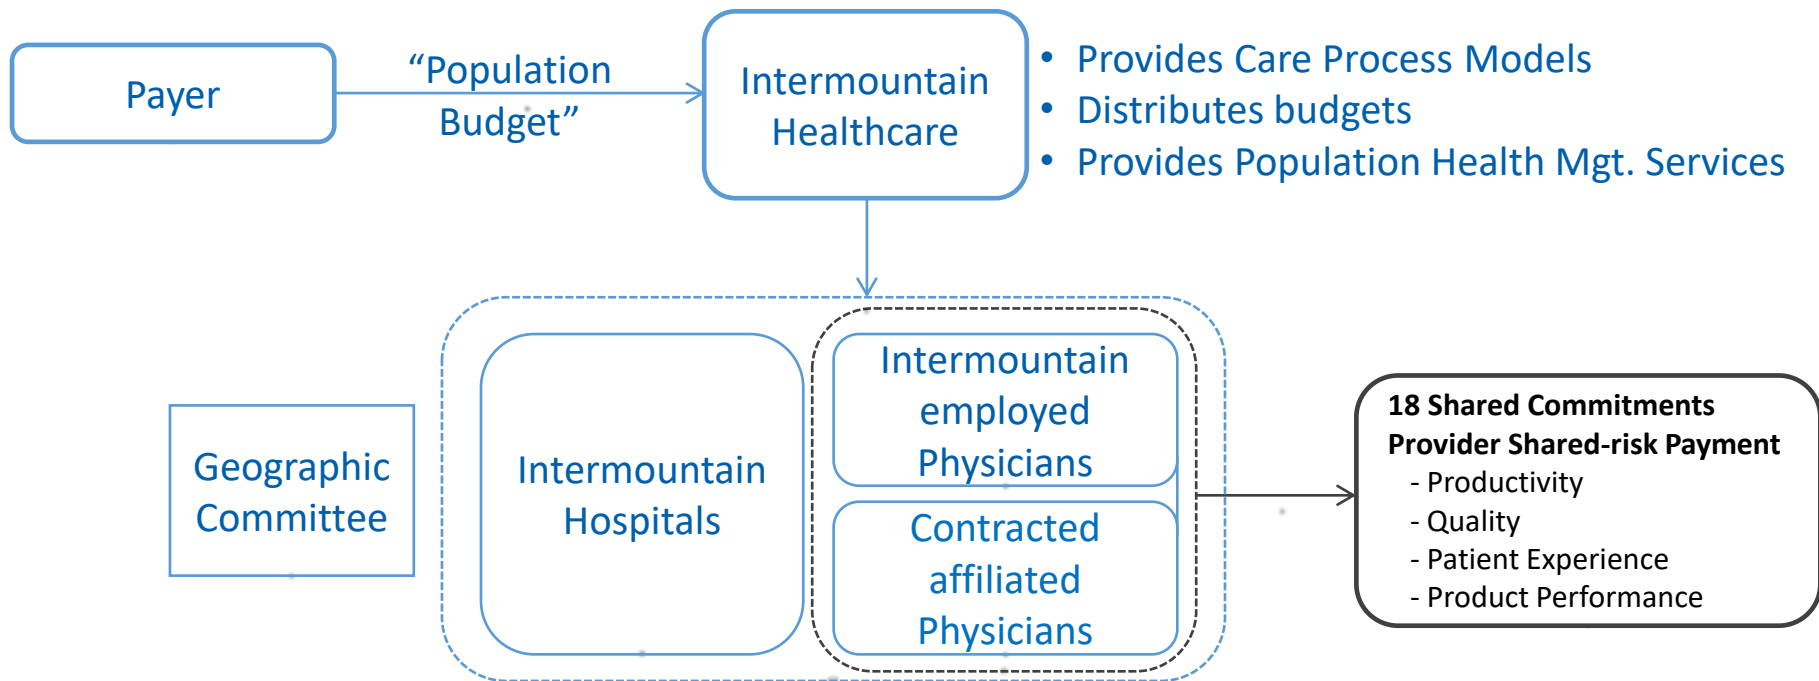 Payer
“Population
Budget”
Intermountain
Healthcare
• Provides Care Process Models
• Distributes budgets
• Provides Population Health Mgt. Services
Geographic
Committee
Intermountain
Hospitals
Intermountain
employed
Physicians
Contracted
affiliated
Physicians
18 Shared Commitments
Provider Shared-risk Payment
- Productivity
- Quality
- Patient Experience
- Product Performance